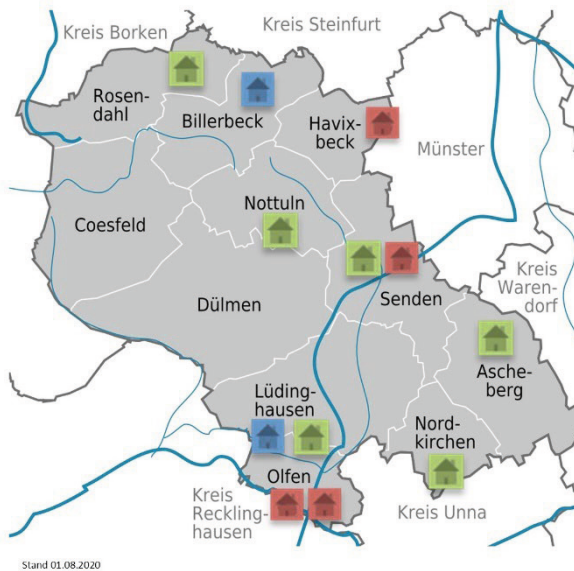 Kreis Borken
Kreis Steinfurt
Rosen-
dahl
Billerbeck
Havix-
beck
Münster
Coesfeld
Nottuln
Kreis
Waren-
dorf
Dülmen
Senden
Asche-
berg
Lüding-
hausen
Nord-
kirchen
Olfen
Kreis
Reckling-
hausen
Kreis Unna
Stand 01.08.2020